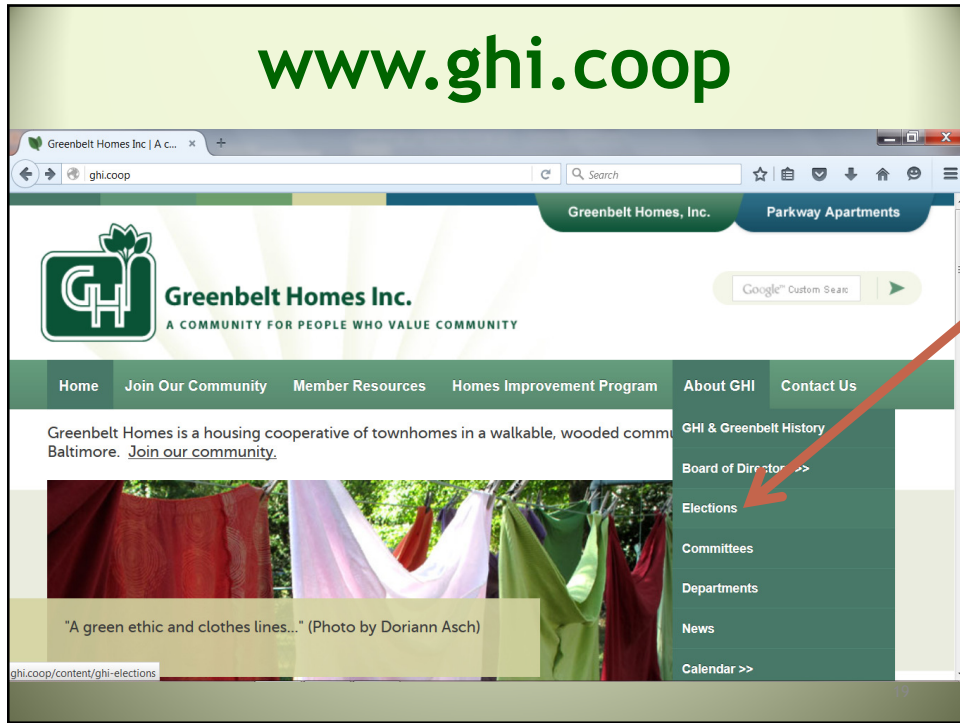 www.ghi.coop
Greenbelt Homes Inc | A c...
ghi.coop
Search
Greenbelt Homes, Inc.
Parkway Apartments
GHI
Greenbelt Homes Inc.
A COMMUNITY FOR PEOPLE WHO VALUE COMMUNITY
Google™ Custom Searc
Home Join Our Community Member Resources Homes Improvement Program About GHI Contact Us
Greenbelt Homes is a housing cooperative of townhomes in a walkable, wooded commu
Baltimore. Join our community.
GHI & Greenbelt History
Board of Directors >>
Elections
Committees
Departments
News
Calendar >>
"A green ethic and clothes lines..." (Photo by Doriann Asch)
ghi.coop/content/ghi-elections